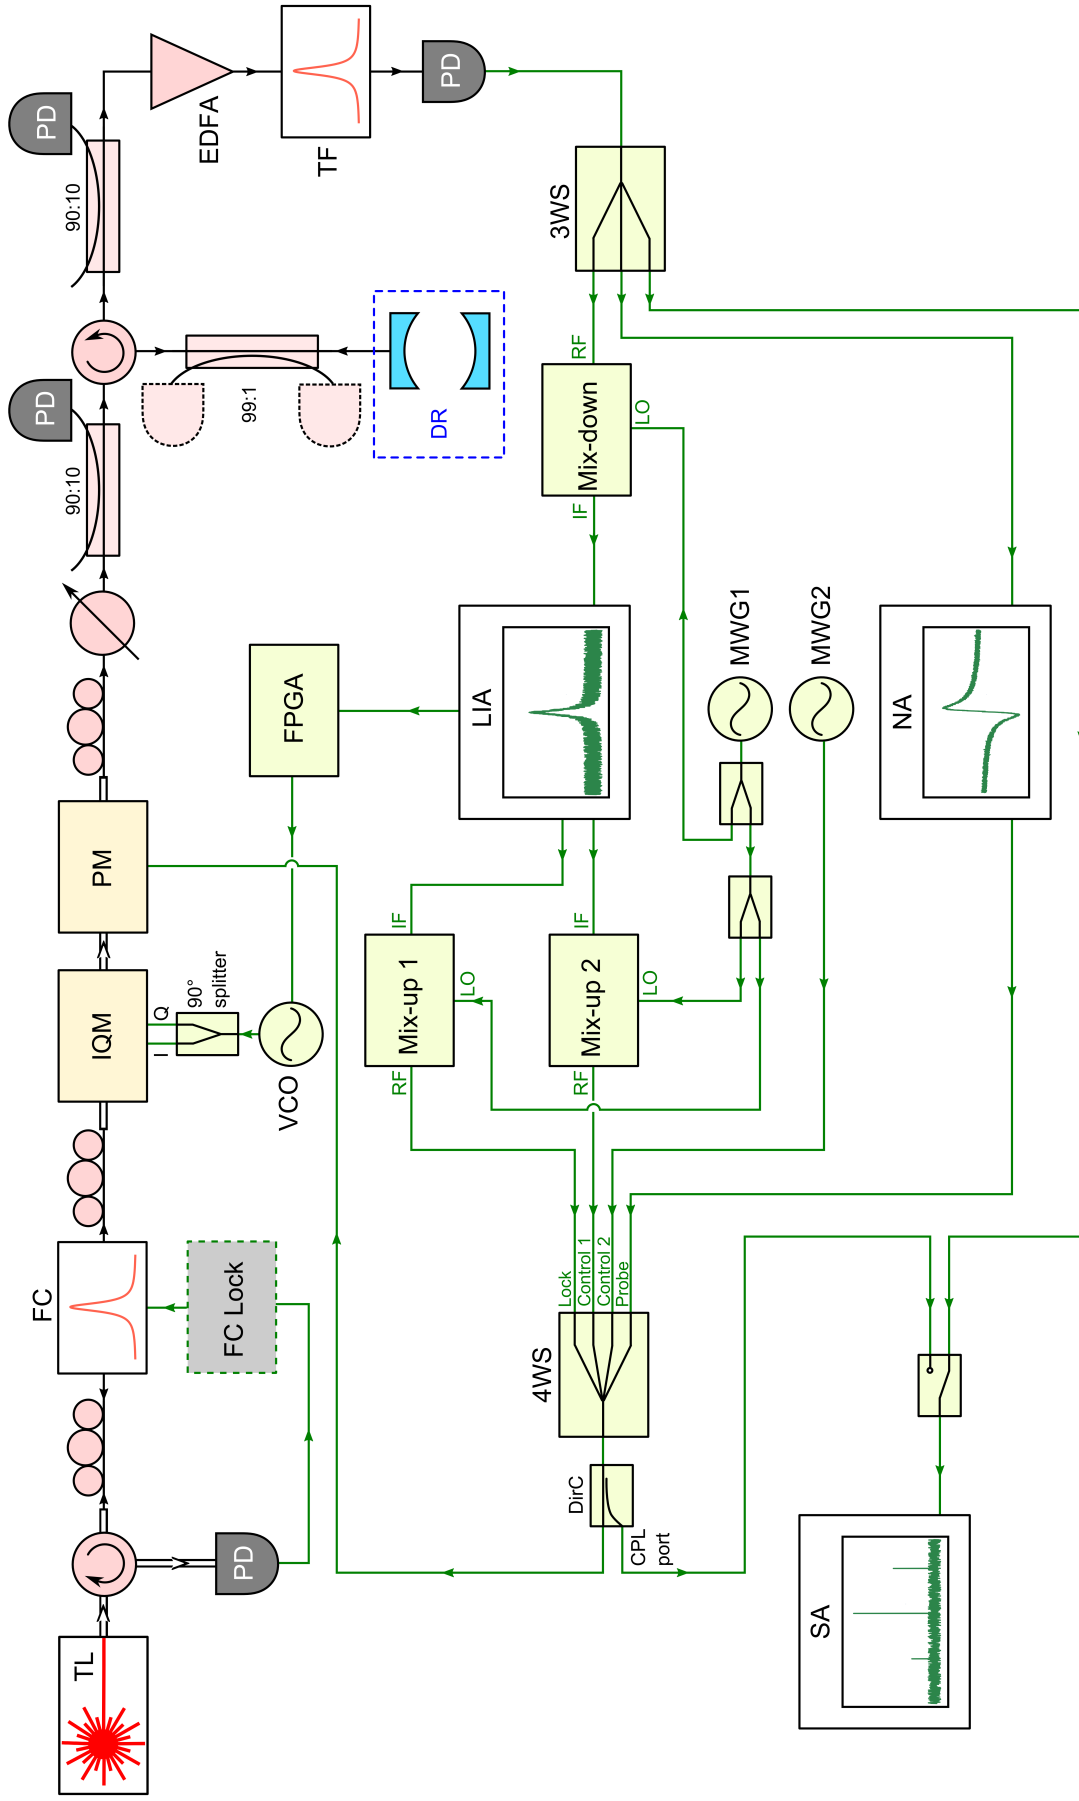 TL
PD
FC
FC Lock
IQM
I
Q
90°
splitter
VCO
PM
FPGA
90:10
PD
99:1
DR
90:10
PD
EDFA
TF
PD
3WS
RF
Mix-down
LO
IF
LIA
MWG1
MWG2
NA
IF
Mix-up 1
LO
RF
IF
Mix-up 2
LO
RF
Lock
Control 1
Control 2
Probe
4WS
DirC
CPL
port
SA